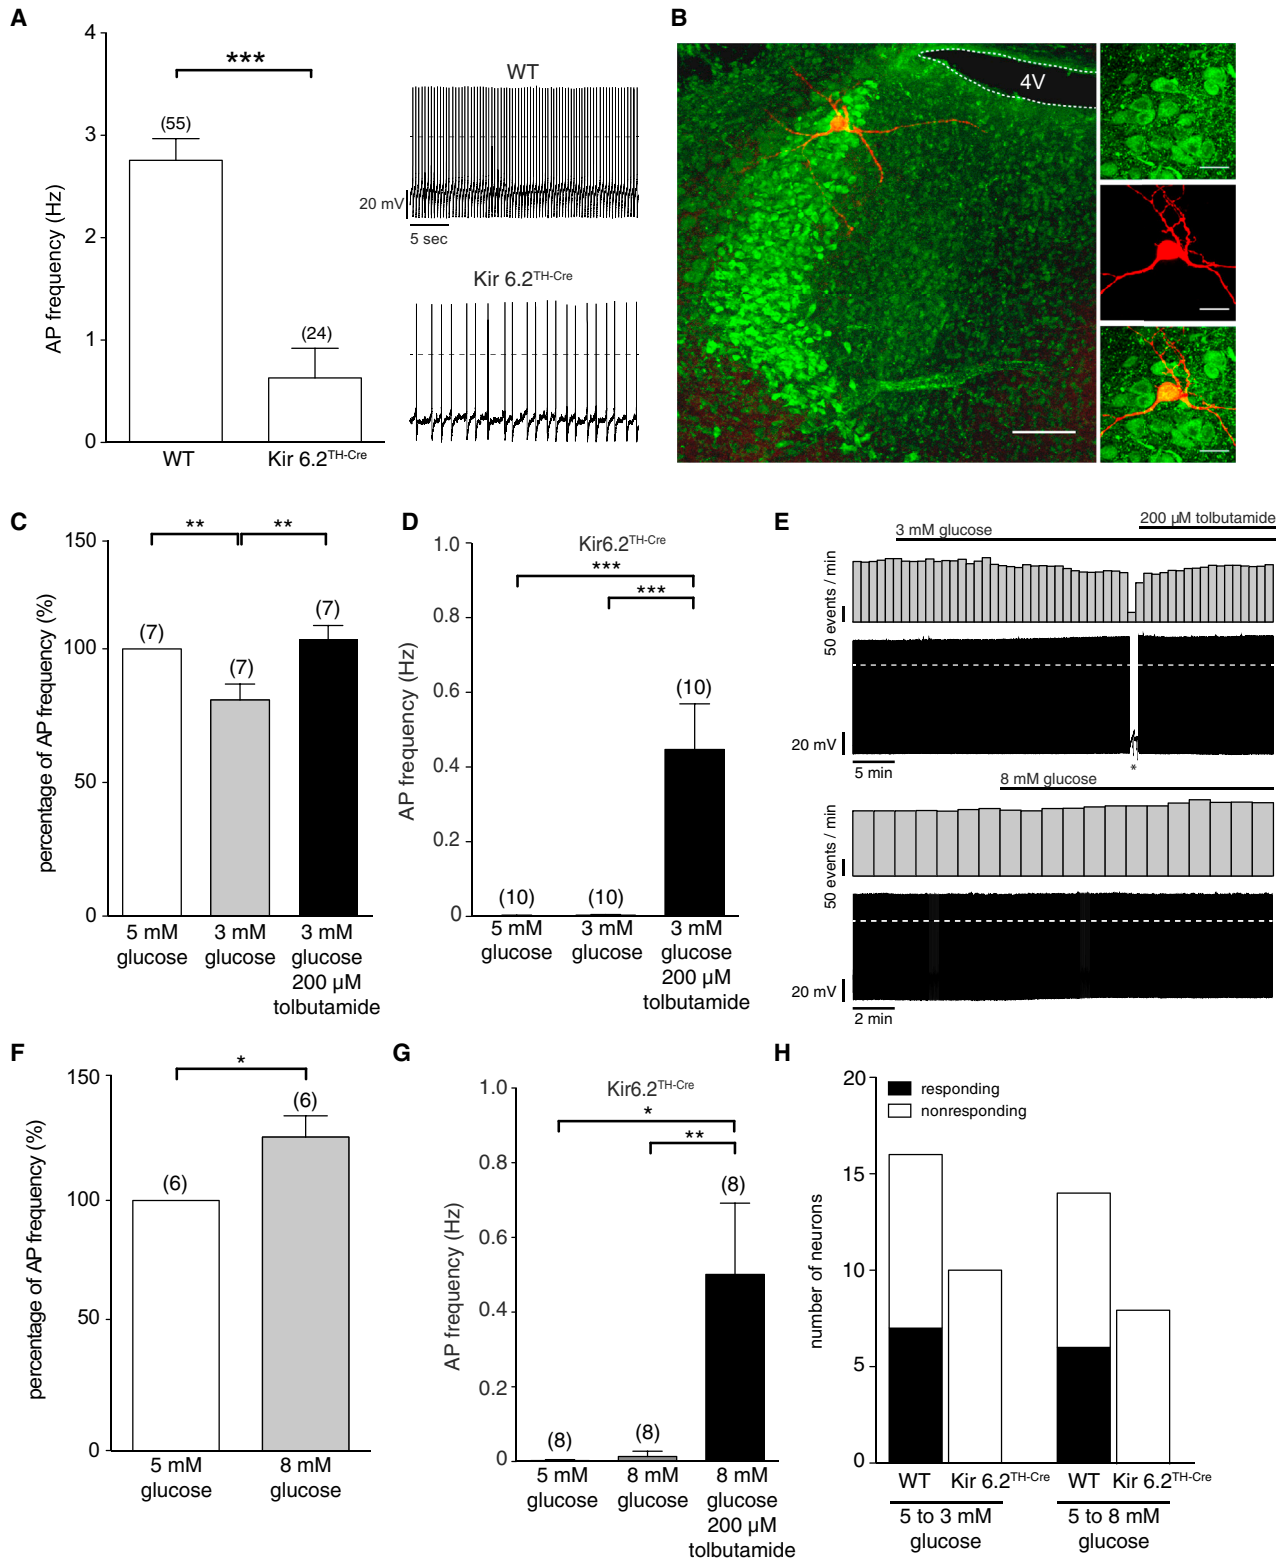 A
AP frequency (Hz)
4
3
2
1
0
***
(55)
(24)
WT
Kir 6.2TH-Cre
WT
20 mV
5 sec
Kir 6.2TH-Cre
B
4V
C
percentage of AP frequency (%)
150
100
50
0
**
**
(7)
(7)
(7)
5 mM
glucose
3 mM
glucose
3 mM
glucose
200 µM
tolbutamide
D
Kir6.2TH-Cre
AP frequency (Hz)
1.0
0.8
0.6
0.4
0.2
0
***
***
(10)
(10)
(10)
5 mM
glucose
3 mM
glucose
3 mM
glucose
200 µM
tolbutamide
E
200 µM tolbutamide
3 mM glucose
50 events / min
20 mV
5 min
*
8 mM glucose
50 events / min
20 mV
2 min
F
percentage of AP frequency (%)
150
100
50
0
*
(6)
(6)
5 mM
glucose
8 mM
glucose
G
Kir6.2TH-Cre
AP frequency (Hz)
1.0
0.8
0.6
0.4
0.2
0
*
**
(8)
(8)
(8)
5 mM
glucose
8 mM
glucose
8 mM
glucose
200 µM
tolbutamide
H
number of neurons
20
15
10
5
0
responding
nonresponding
WT
Kir 6.2TH-Cre
WT
Kir 6.2TH-Cre
5 to 3 mM
glucose
5 to 8 mM
glucose